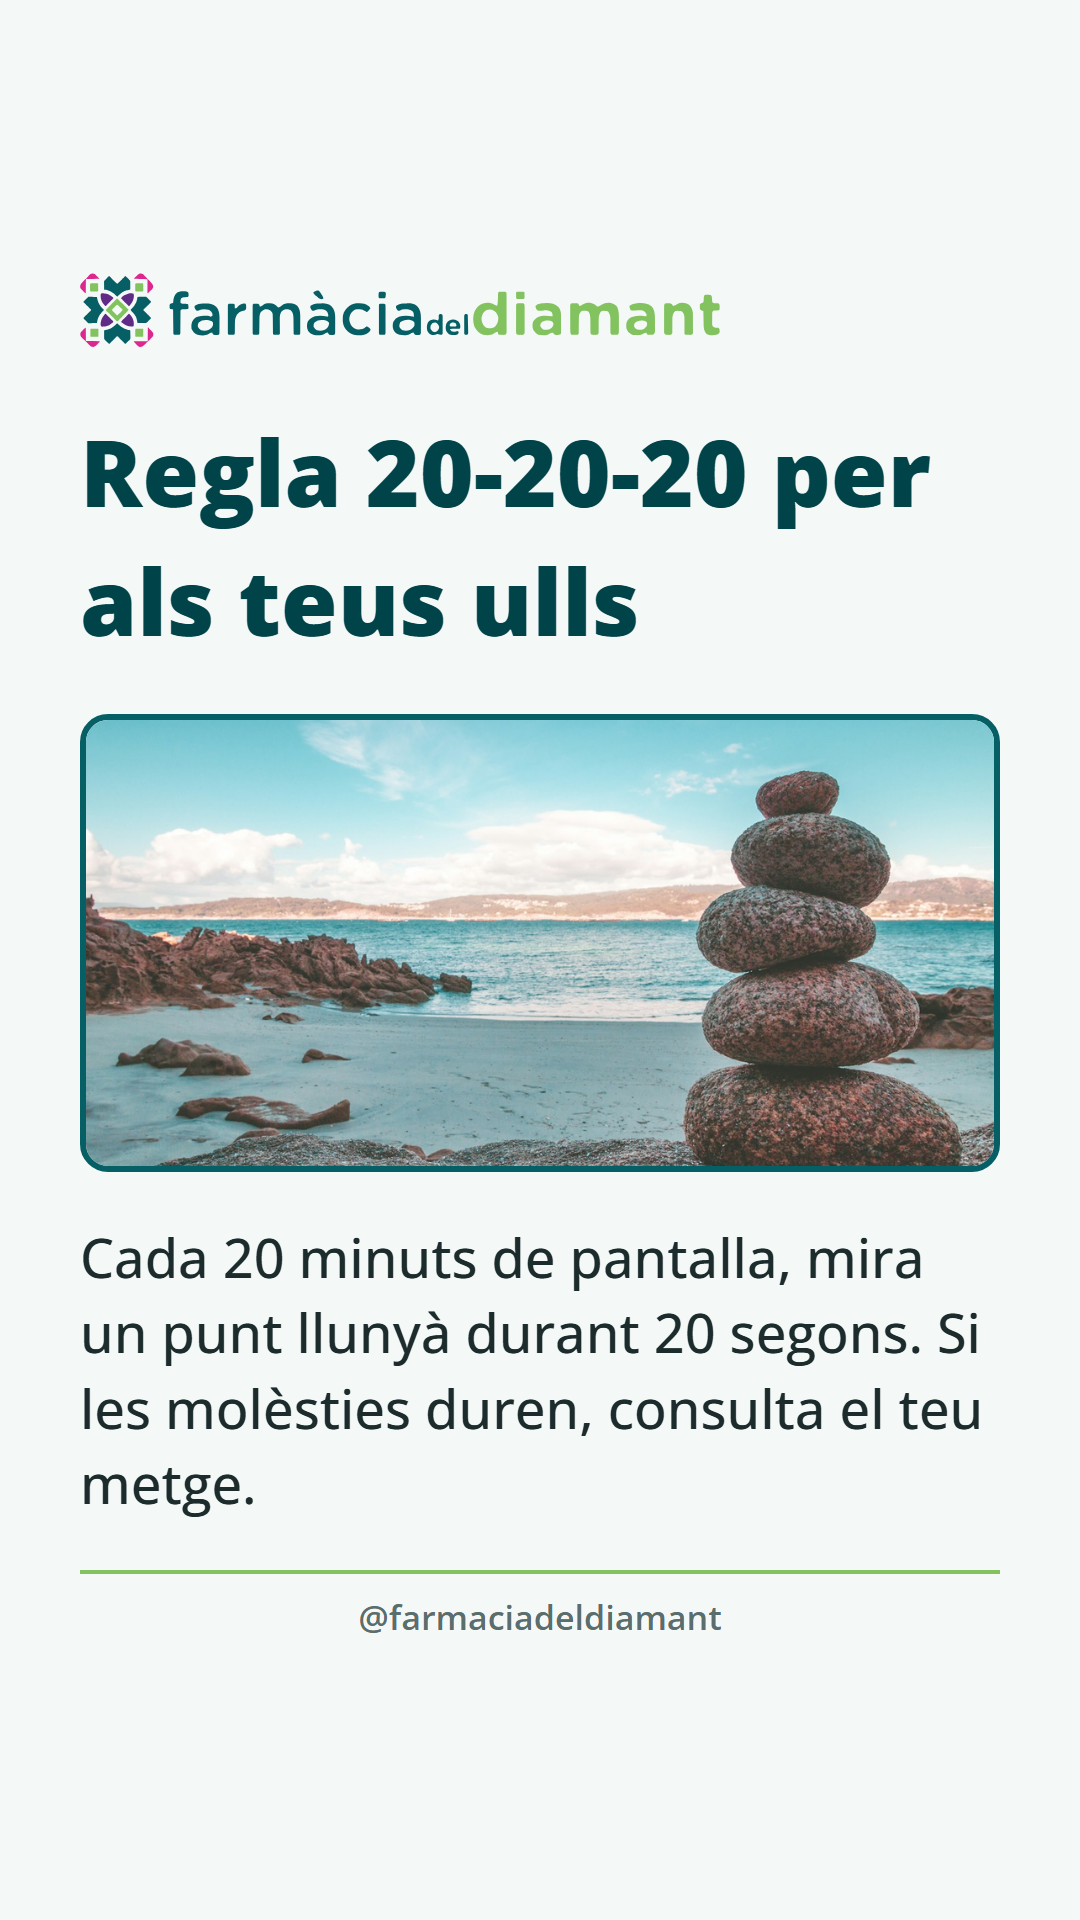 farmàciadeldiamant
Regla 20-20-20 per
als teus ulls
Cada 20 minuts de pantalla, mira
un punt llunyà durant 20 segons. Si
les molèsties duren, consulta el teu
metge.
@farmaciadeldiamant